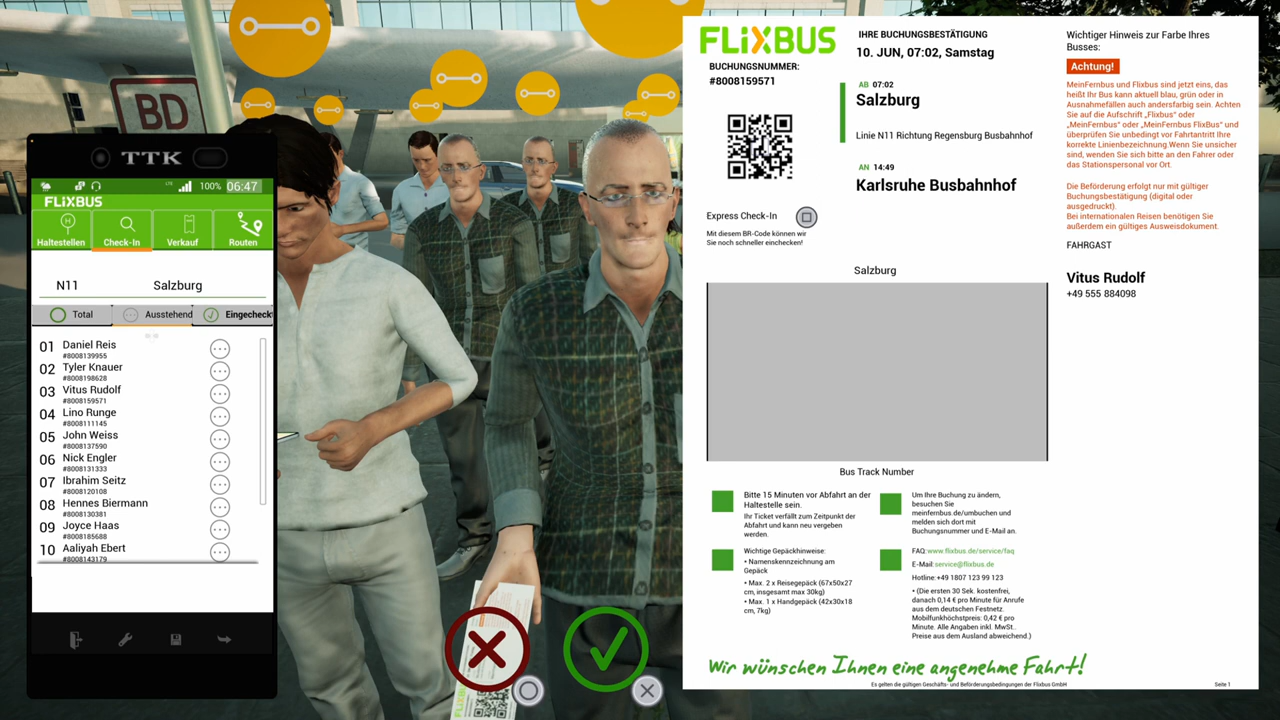 BD
TTK
LTE 100% 06:47
FLiXBUS
Haltestellen Check-In Verkauf Routen
N11 Salzburg
Total Ausstehend Eingecheck
01 Daniel Reis
#8008139955
02 Tyler Knauer
#8008198628
03 Vitus Rudolf
#8008159571
04 Lino Runge
#8008111145
05 John Weiss
#8008137590
06 Nick Engler
#8008131333
07 Ibrahim Seitz
#8008120108
08 Hennes Biermann
#8008130381
09 Joyce Haas
#8008185688
10 Aaliyah Ebert
#8008143179
FLiXBUS
BUCHUNGSNUMMER:
#8008159571
IHRE BUCHUNGSBESTÄTIGUNG
10. JUN, 07:02, Samstag
AB 07:02
Salzburg
Linie N11 Richtung Regensburg Busbahnhof
AN 14:49
Karlsruhe Busbahnhof
Express Check-In
Mit diesem BR-Code können wir
Sie noch schneller einchecken!
Salzburg
Bus Track Number
Bitte 15 Minuten vor Abfahrt an der
Haltestelle sein.
Ihr Ticket verfällt zum Zeitpunkt der
Abfahrt und kann neu vergeben
werden.
Wichtige Gepäckhinweise:
• Namenskennzeichnung am
Gepäck
• Max. 2 x Reisegepäck (67x50x27
cm, insgesamt max 30kg)
• Max. 1 x Handgepäck (42x30x18
cm, 7kg)
Um Ihre Buchung zu ändern,
besuchen Sie
meinfernbus.de/umbuchen und
melden sich dort mit
Buchungsnummer und E-Mail an.
FAQ: www.flixbus.de/service/faq
E-Mail: service@flixbus.de
Hotline: +49 1807 123 99 123
• (Die ersten 30 Sek. kostenfrei,
danach 0,14 € pro Minute für Anrufe
aus dem deutschen Festnetz.
Mobilfunkhöchstpreis: 0,42 € pro
Minute. Alle Angaben inkl. MwSt..
Preise aus dem Ausland abweichend.)
Wir wünschen Ihnen eine angenehme Fahrt!
Es gelten die gültigen Geschäfts- und Beförderungsbedingungen der Flixbus GmbH
Seite 1
Wichtiger Hinweis zur Farbe Ihres
Busses:
Achtung!
MeinFernbus und Flixbus sind jetzt eins, das
heißt Ihr Bus kann aktuell blau, grün oder in
Ausnahmefällen auch andersfarbig sein. Achten
Sie auf die Aufschrift „Flixbus“ oder
„MeinFernbus“ oder „MeinFernbus FlixBus“ und
überprüfen Sie unbedingt vor Fahrtantritt Ihre
korrekte Linienbezeichnung.Wenn Sie unsicher
sind, wenden Sie sich bitte an den Fahrer oder
das Stationspersonal vor Ort.
Die Beförderung erfolgt nur mit gültiger
Buchungsbestätigung (digital oder
ausgedruckt).
Bei internationalen Reisen benötigen Sie
außerdem ein gültiges Ausweisdokument.
FAHRGAST
Vitus Rudolf
+49 555 884098